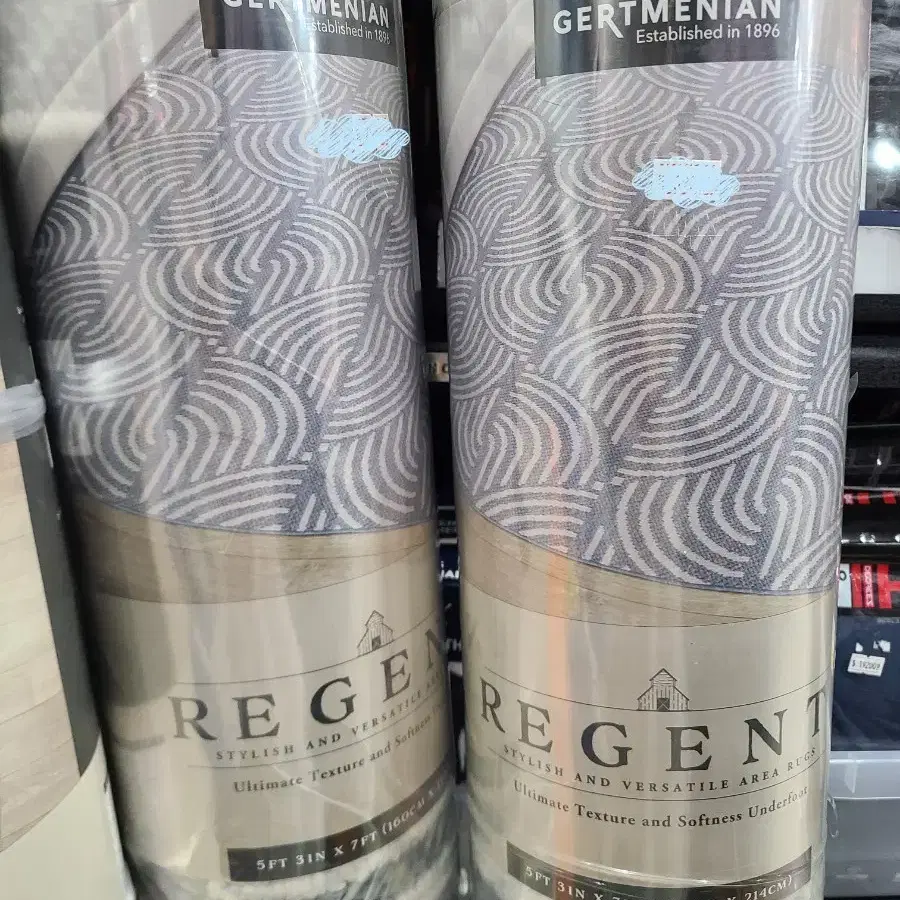 GERTMENIAN
Established in 1896
REGEN
STYLISH AND VERSATILE
Ultimate Texture and Softness
5FT 3IN X 7FT (160CM X
GERTMENIAN
Established in 1896
REGENT
STYLISH AND VERSATILE AREA RUGS
Ultimate Texture and Softness Underfoot
5FT 3IN X
X 214CM)